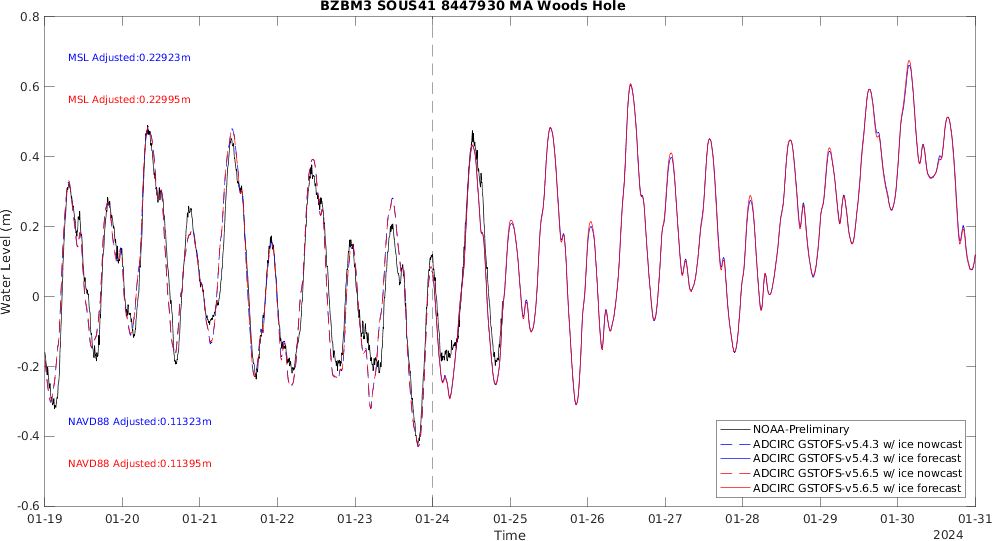 BZBM3 SOUS41 8447930 MA Woods Hole
0.8
0.6
0.4
0.2
0
-0.2
-0.4
-0.6
Water Level (m)
MSL Adjusted:0.22923m
MSL Adjusted:0.22995m
NAVD88 Adjusted:0.11323m
NAVD88 Adjusted:0.11395m
NOAA-Preliminary
ADCIRC GSTOFS-v5.4.3 w/ ice nowcast
ADCIRC GSTOFS-v5.4.3 w/ ice forecast
ADCIRC GSTOFS-v5.6.5 w/ ice nowcast
ADCIRC GSTOFS-v5.6.5 w/ ice forecast
01-19 01-20 01-21 01-22 01-23 01-24 01-25 01-26 01-27 01-28 01-29 01-30 01-31
Time
2024